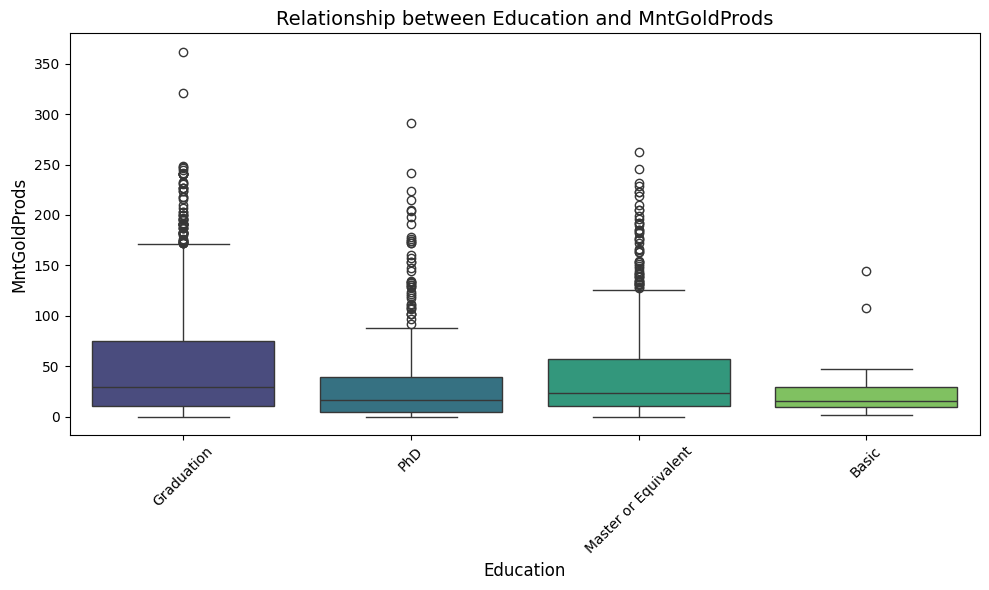 Relationship between Education and MntGoldProds
MntGoldProds
350
300
250
200
150
100
50
0
Graduation
PhD
Master or Equivalent
Basic
Education